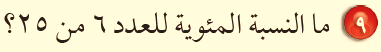 ٩ ما النسبة المئوية للعدد ٦ من ٢٥؟